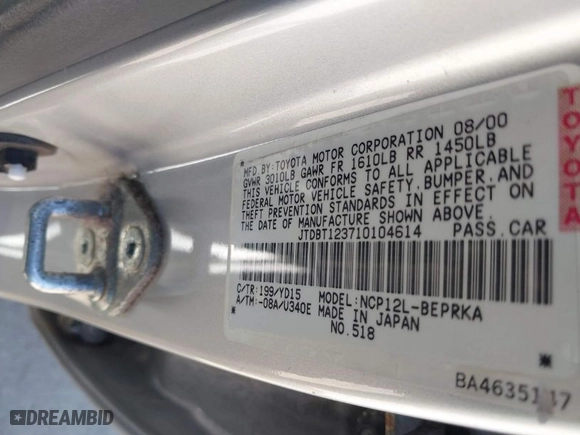 MFD BY: TOYOTA MOTOR CORPORATION 08/00
GVWR 3010LB GAWR FR 1610LB RR 1450LB
THIS VEHICLE CONFORMS TO ALL APPLICABLE
FEDERAL MOTOR VEHICLE SAFETY, BUMPER, AND
THEFT PREVENTION STANDARDS IN EFFECT ON
THE DATE OF MANUFACTURE SHOWN ABOVE.
JTDBT123710104614 PASS.CAR
C/TR: 199/YD15 MODEL: NCP12L-BEPRKA
A/TM: -08A/U340E MADE IN JAPAN
NO.518
TOYOTA
TOYOTA
DREAMBID